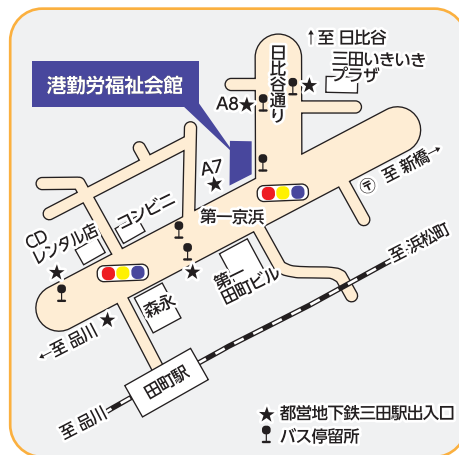 ↑至 日比谷
三田いきいき
プラザ
日比谷通り
港勤労福祉会館
A8★
★
A7
★
〒
至 新橋→
第一京浜
コンビニ
CD
レンタル店
★
★
第一
田町ビル
至 浜松町
森永
★
←至 品川
田町駅
至 品川
★ 都営地下鉄三田駅出入口
バス停留所